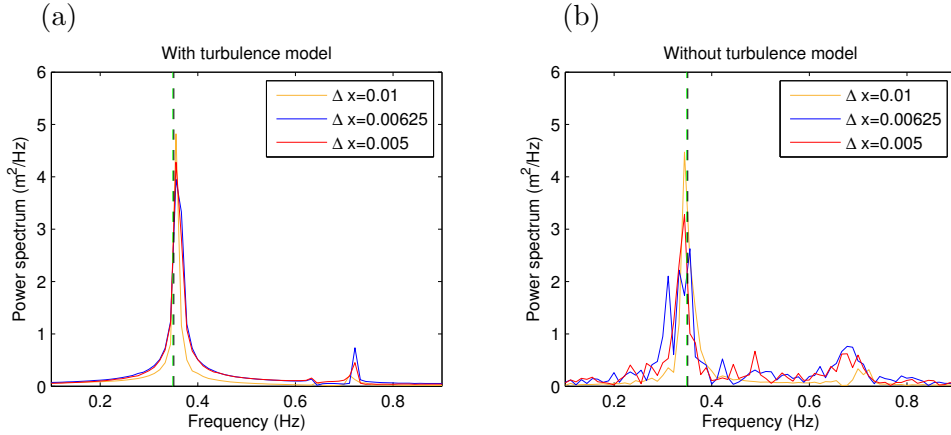 (a)
With turbulence model
Power spectrum (m²/Hz)
6
5
4
3
2
1
0
0.2 0.4 0.6 0.8
Frequency (Hz)
Δ x=0.01
Δ x=0.00625
Δ x=0.005
(b)
Without turbulence model
Power spectrum (m²/Hz)
6
5
4
3
2
1
0
0.2 0.4 0.6 0.8
Frequency (Hz)
Δ x=0.01
Δ x=0.00625
Δ x=0.005